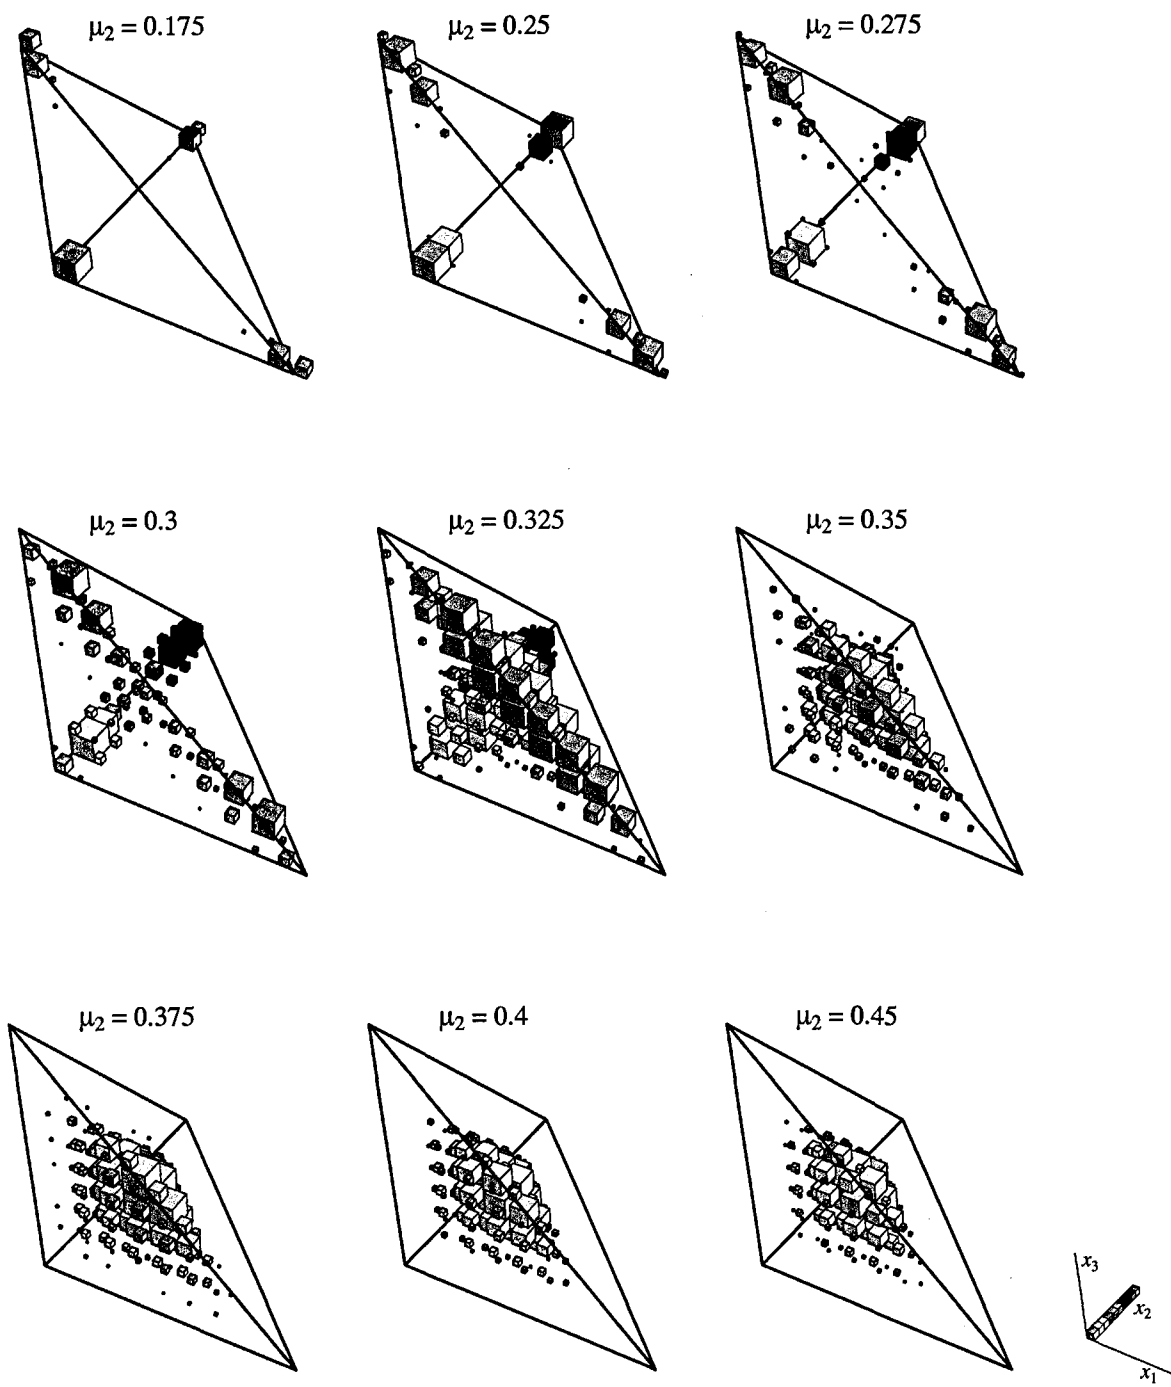 μ₂ = 0.175
μ₂ = 0.25
μ₂ = 0.275
μ₂ = 0.3
μ₂ = 0.325
μ₂ = 0.35
μ₂ = 0.375
μ₂ = 0.4
μ₂ = 0.45
x₃
x₂
x₁